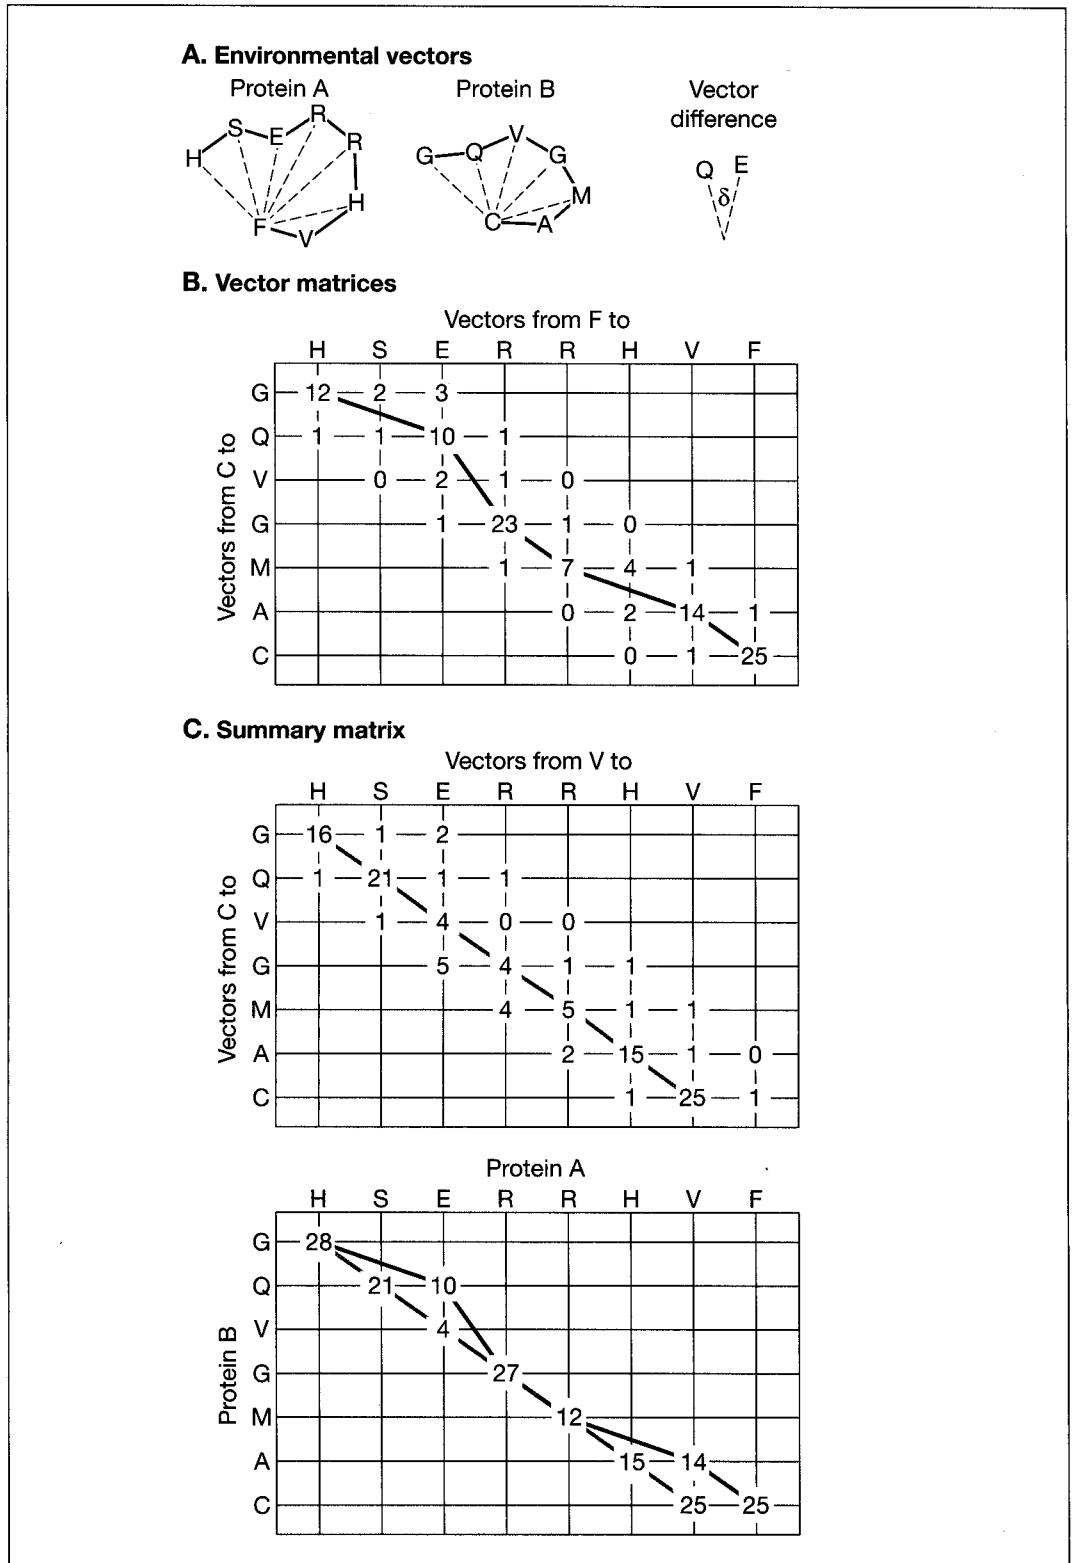 A. Environmental vectors
Protein A
Protein B
Vector
difference
H S E R R H V F
G Q V G M A C
Q δ E
B. Vector matrices
Vectors from F to
H S E R R H V F
Vectors from C to
G 12 2 3
Q 1 1 10 1
V 0 2 1 0
G 1 23 1 0
M 1 7 4 1
A 0 2 14 1
C 0 1 25
C. Summary matrix
Vectors from V to
H S E R R H V F
Vectors from C to
G 16 1 2
Q 1 21 1 1
V 1 4 0 0
G 5 4 1 1
M 4 5 1 1
A 2 15 1 0
C 1 25 1
Protein A
H S E R R H V F
Protein B
G 28
Q 21 10
V 4
G 27
M 12
A 15 14
C 25 25